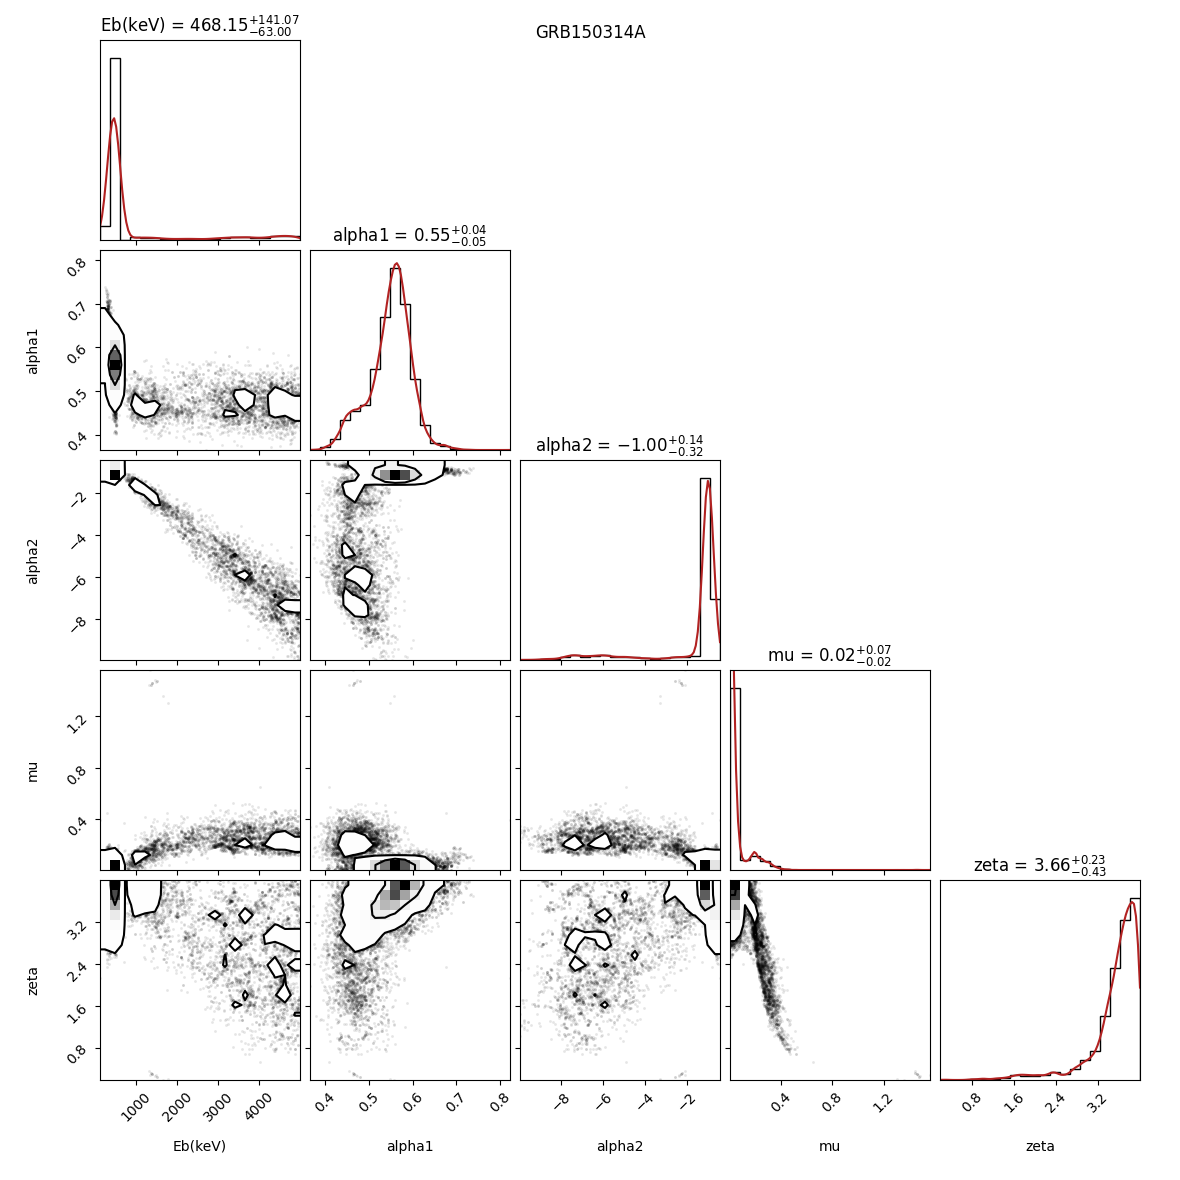 Eb(keV) = 468.15+141.07−63.00
GRB150314A
alpha1 = 0.55+0.04−0.05
0.8
0.7
0.6
0.5
0.4
alpha1
alpha2 = −1.00+0.14−0.32
−2
−4
−6
−8
alpha2
mu = 0.02+0.07−0.02
1.2
0.8
0.4
mu
zeta = 3.66+0.23−0.43
3.2
2.4
1.6
0.8
zeta
1000 2000 3000 4000 0.4 0.5 0.6 0.7 0.8 −8 −6 −4 −2 0.4 0.8 1.2 0.8 1.6 2.4 3.2
Eb(keV) alpha1 alpha2 mu zeta